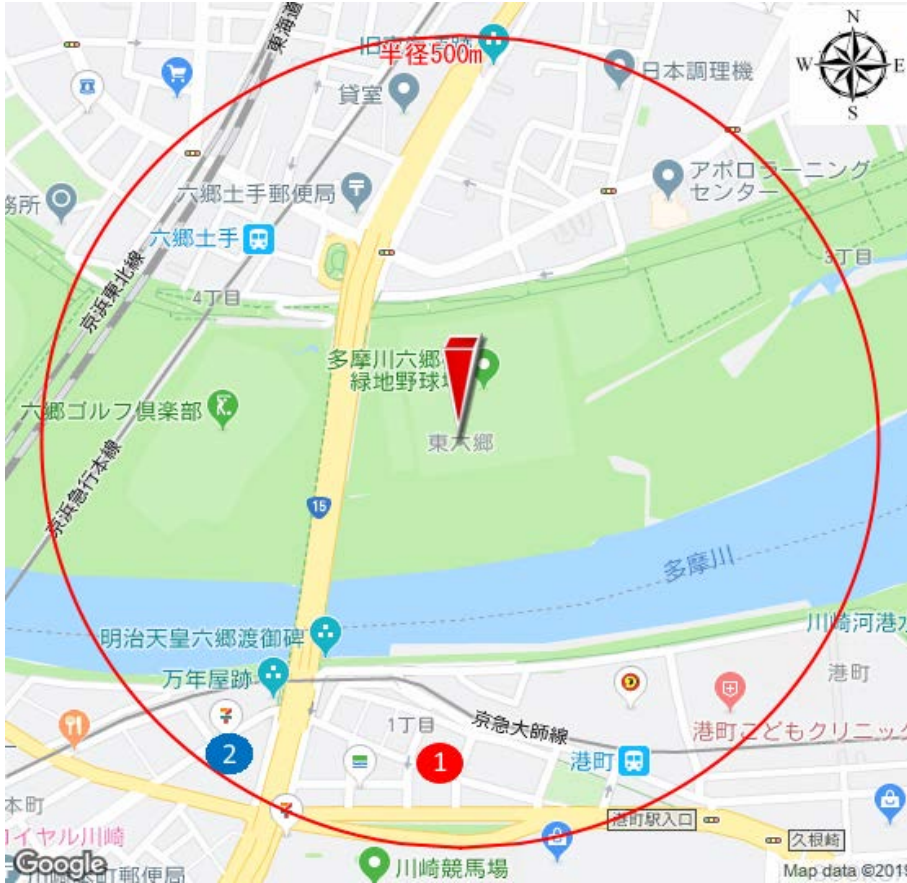 東海道
N
W
E
S
半径500m
日本調理機
貸室
アポロラーニング
センター
務所
六郷土手郵便局
六郷土手
3丁目
京浜東北線
4丁目
多摩川六郷
緑地野球場
六郷ゴルフ倶楽部
東六郷
京浜急行本線
15
多摩川
明治天皇六郷渡御碑
川崎河港水
万年屋跡
港町
7
1丁目
京急大師線
港町こどもクリニック
2
1
港町
本町
7
港町駅入口
久根崎
イヤル川崎
川崎競馬場
Google
Map data ©2019